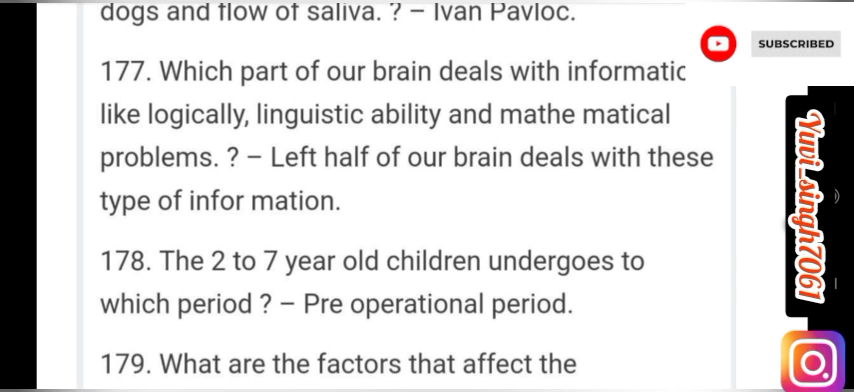 dogs and flow of saliva. ? – Ivan Pavloc.
177. Which part of our brain deals with informatic
like logically, linguistic ability and mathe matical
problems. ? – Left half of our brain deals with these
type of infor mation.
178. The 2 to 7 year old children undergoes to
which period ? – Pre operational period.
179. What are the factors that affect the
SUBSCRIBED
Yuvi_singh7061